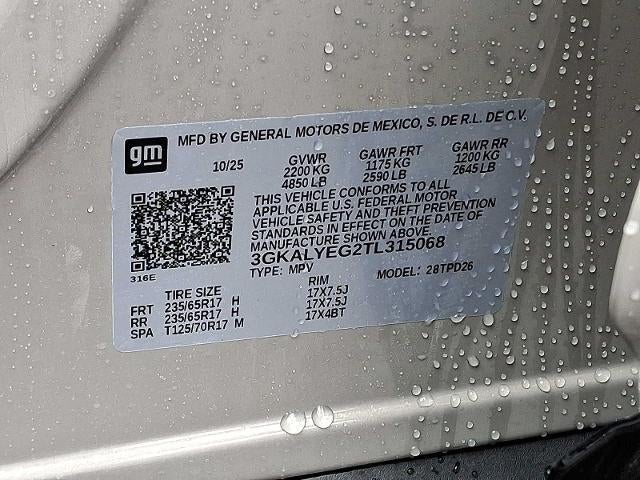 gm
MFD BY GENERAL MOTORS DE MEXICO, S. DE R.L. DE C.V.
10/25 GVWR GAWR FRT GAWR RR
2200 KG 1175 KG 1200 KG
4850 LB 2590 LB 2645 LB
THIS VEHICLE CONFORMS TO ALL
APPLICABLE U.S. FEDERAL MOTOR
VEHICLE SAFETY AND THEFT PREVENTION
STANDARDS IN EFFECT ON THE DATE OF
MANUFACTURE SHOWN ABOVE.
3GKALYEG2TL315068
316E
TYPE: MPV MODEL: 28TPD26
TIRE SIZE RIM
FRT 235/65R17 H 17X7.5J
RR 235/65R17 H 17X7.5J
SPA T125/70R17 M 17X4BT